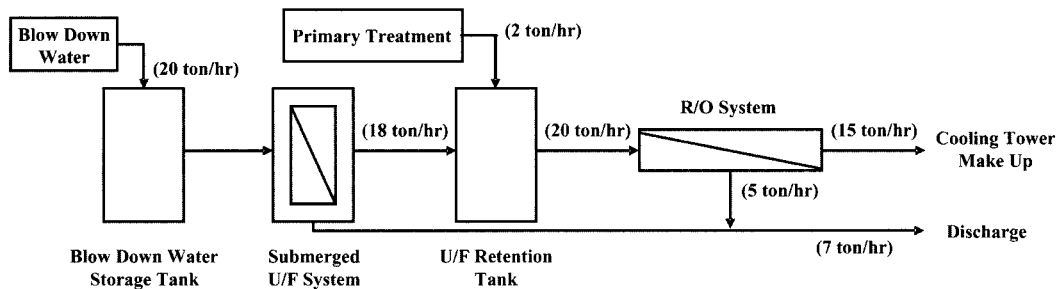 Blow Down
Water
(20 ton/hr)
Primary Treatment
(2 ton/hr)
(18 ton/hr)
(20 ton/hr)
R/O System
(15 ton/hr)
Cooling Tower
Make Up
(5 ton/hr)
Discharge
(7 ton/hr)
Blow Down Water
Storage Tank
Submerged
U/F System
U/F Retention
Tank